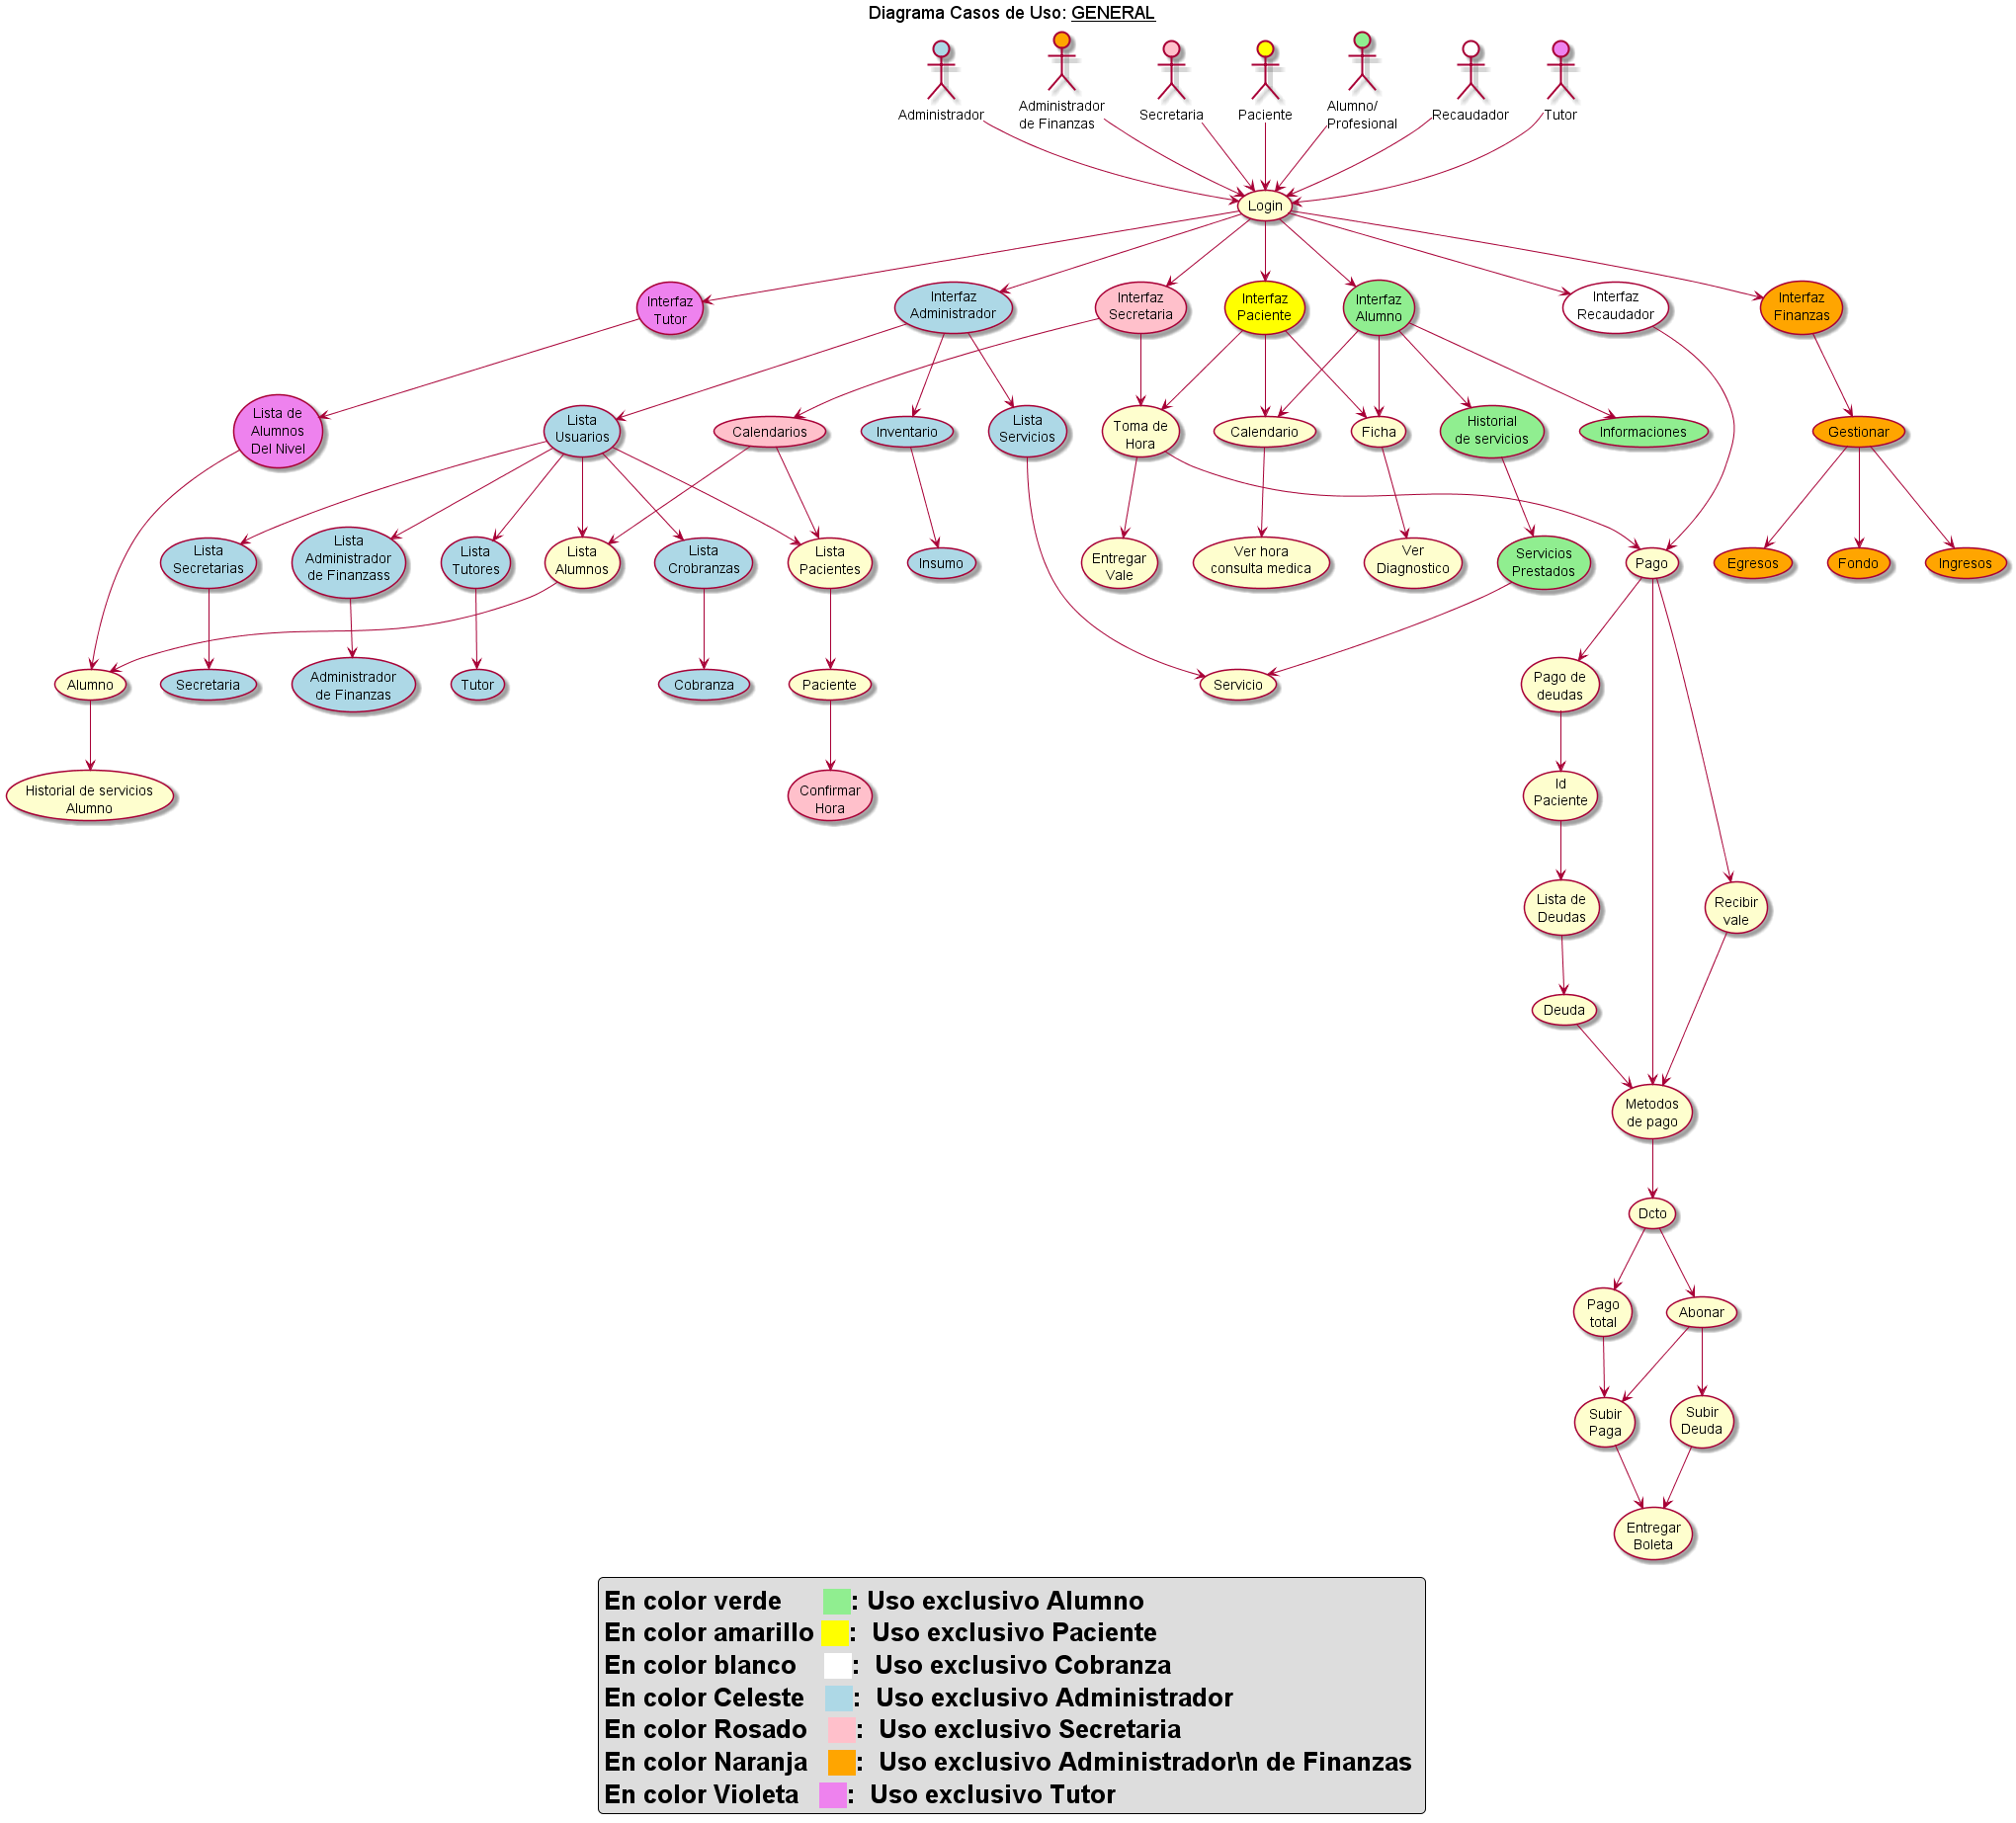 Diagrama Casos de Uso: GENERAL
Administrador
Administrador
de Finanzas
Secretaria
Paciente
Alumno/
Profesional
Recaudador
Tutor
Login
Interfaz
Tutor
Interfaz
Administrador
Interfaz
Secretaria
Interfaz
Paciente
Interfaz
Alumno
Interfaz
Recaudador
Interfaz
Finanzas
Lista de
Alumnos
Del Nivel
Lista
Usuarios
Calendarios
Inventario
Lista
Servicios
Toma de
Hora
Calendario
Ficha
Historial
de servicios
Informaciones
Gestionar
Lista
Secretarias
Lista
Administrador
de Finanzass
Lista
Tutores
Lista
Alumnos
Lista
Crobranzas
Lista
Pacientes
Insumo
Entregar
Vale
Ver hora
consulta medica
Ver
Diagnostico
Servicios
Prestados
Pago
Egresos
Fondo
Ingresos
Alumno
Secretaria
Administrador
de Finanzas
Tutor
Cobranza
Paciente
Servicio
Pago de
deudas
Historial de servicios
Alumno
Confirmar
Hora
Id
Paciente
Lista de
Deudas
Recibir
vale
Deuda
Metodos
de pago
Dcto
Pago
total
Abonar
Subir
Paga
Subir
Deuda
Entregar
Boleta
En color verde : Uso exclusivo Alumno
En color amarillo : Uso exclusivo Paciente
En color blanco : Uso exclusivo Cobranza
En color Celeste : Uso exclusivo Administrador
En color Rosado : Uso exclusivo Secretaria
En color Naranja : Uso exclusivo Administrador\n de Finanzas
En color Violeta : Uso exclusivo Tutor